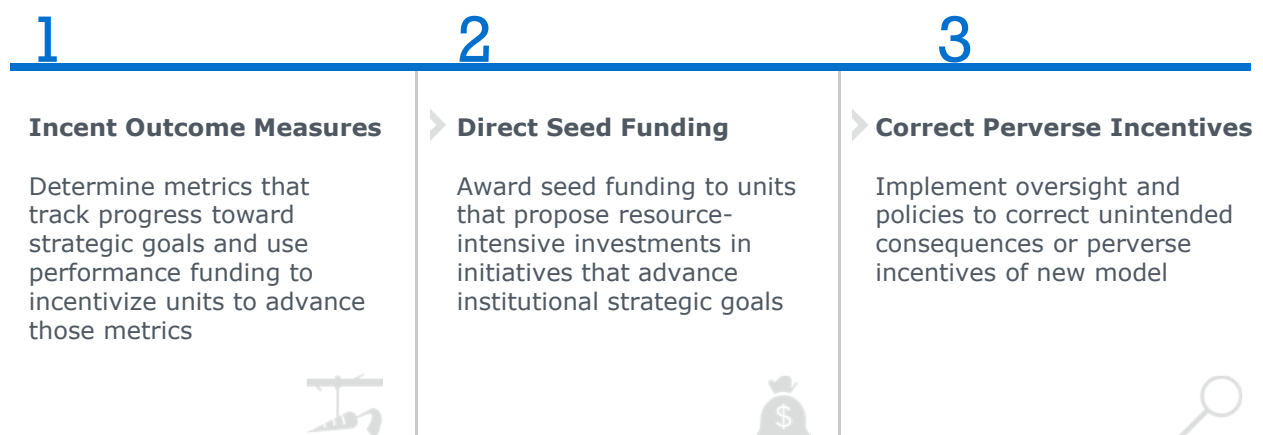 1
2
3
Incent Outcome Measures
Determine metrics that
track progress toward
strategic goals and use
performance funding to
incentivize units to advance
those metrics
Direct Seed Funding
Award seed funding to units
that propose resource-
intensive investments in
initiatives that advance
institutional strategic goals
$
Correct Perverse Incentives
Implement oversight and
policies to correct unintended
consequences or perverse
incentives of new model